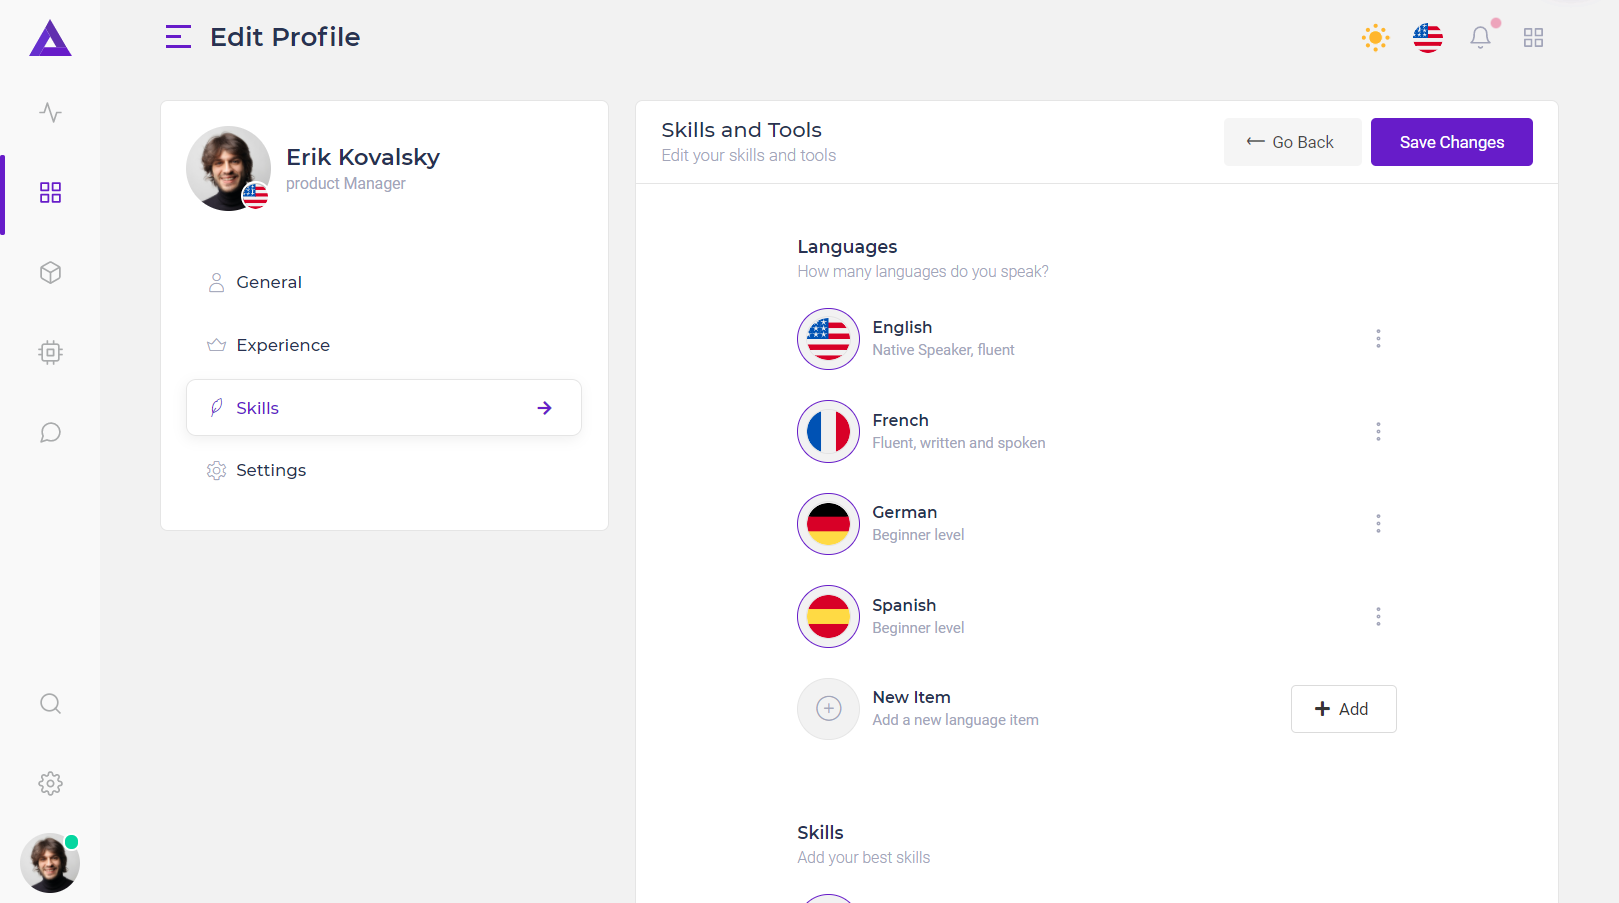 Edit Profile
Erik Kovalsky
product Manager
General
Experience
Skills
Settings
Skills and Tools
Edit your skills and tools
Go Back
Save Changes
Languages
How many languages do you speak?
English
Native Speaker, fluent
French
Fluent, written and spoken
German
Beginner level
Spanish
Beginner level
New Item
Add a new language item
Add
Skills
Add your best skills